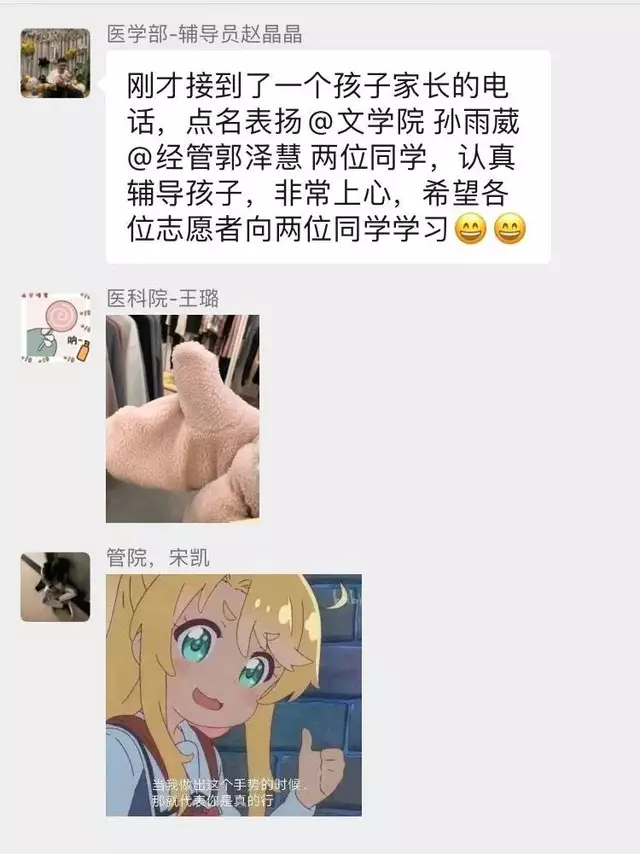 医学部-辅导员赵晶晶
刚才接到了一个孩子家长的电
话，点名表扬@文学院 孙雨葳
@经管郭泽慧 两位同学，认真
辅导孩子，非常上心，希望各
位志愿者向两位同学学习😄😄
医科院-王璐
呐~
管院，宋凯
当我做出这个手势的时候
那就代表你是真的行